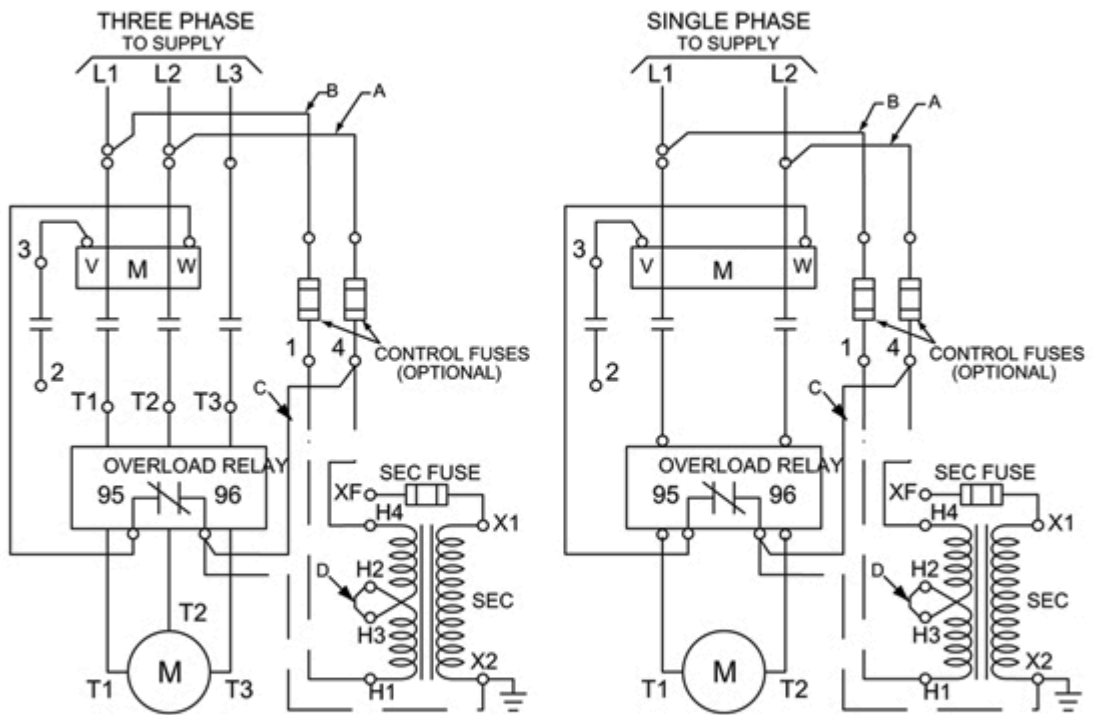 THREE PHASE
TO SUPPLY
L1 L2 L3
B
A
3
V M W
2
1 4
CONTROL FUSES
(OPTIONAL)
C
T1 T2 T3
OVERLOAD RELAY
95 96
SEC FUSE
XF
H4 X1
D H2
SEC
H3
T2
X2
T1 M T3
H1
SINGLE PHASE
TO SUPPLY
L1 L2
B
A
3
V M W
2
1 4
CONTROL FUSES
(OPTIONAL)
C
OVERLOAD RELAY
95 96
SEC FUSE
XF
H4 X1
D H2
SEC
H3
X2
T1 M T2
H1